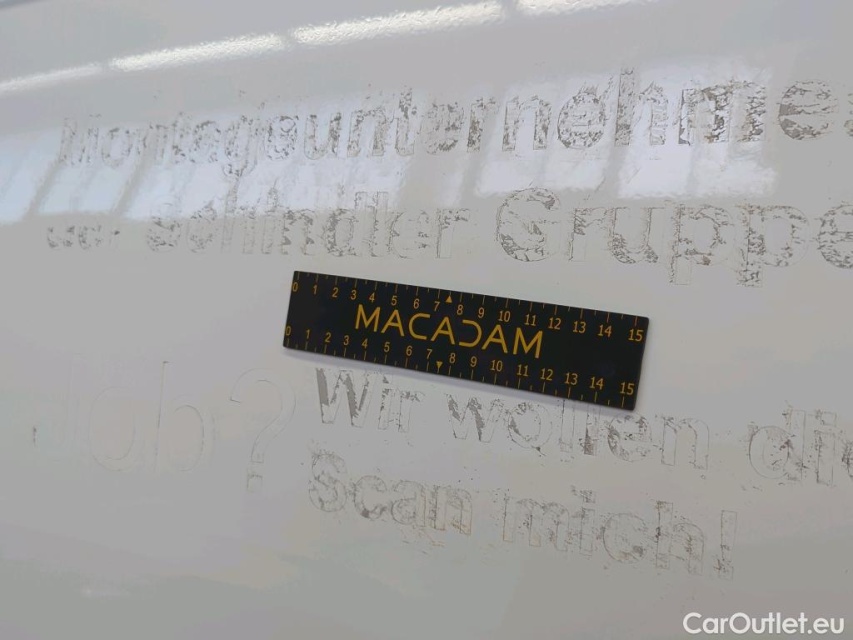 Montageunternehme
der Schindler Gruppe
0 1 2 3 4 5 6 7 8 9 10 11 12 13 14 15
MACADAM
0 1 2 3 4 5 6 7 8 9 10 11 12 13 14 15
Job? Wir wollen di
Scan mich!
CarOutlet.eu